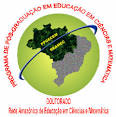 PROGRAMA DE PÓS-GRADUAÇÃO EM EDUCAÇÃO EM CIÊNCIAS E MATEMÁTICA
DOUTORADO
Rede Amazônica de Educação em Ciências e Matemática